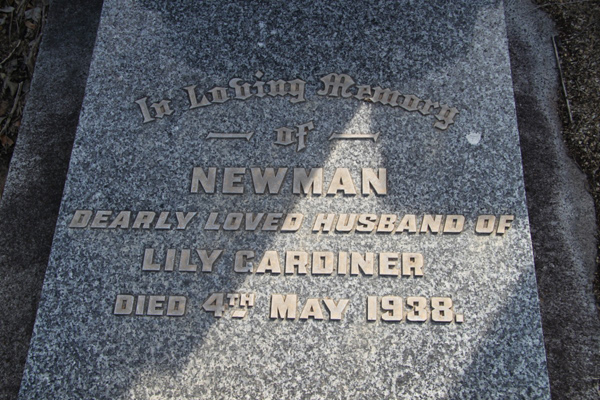 In Loving Memory
of
NEWMAN
DEARLY LOVED HUSBAND OF
LILY GARDINER
DIED 4TH MAY 1938.